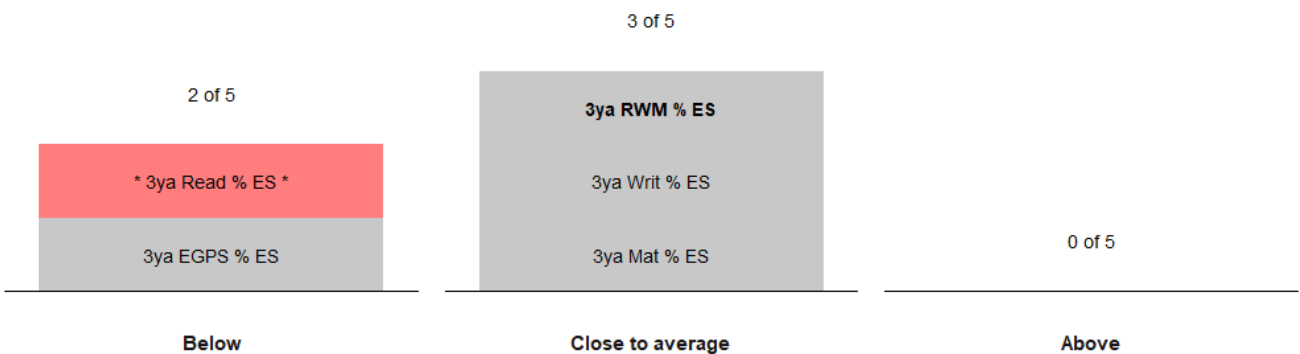 2 of 5
* 3ya Read % ES *
3ya EGPS % ES
Below
3 of 5
3ya RWM % ES
3ya Writ % ES
3ya Mat % ES
Close to average
0 of 5
Above